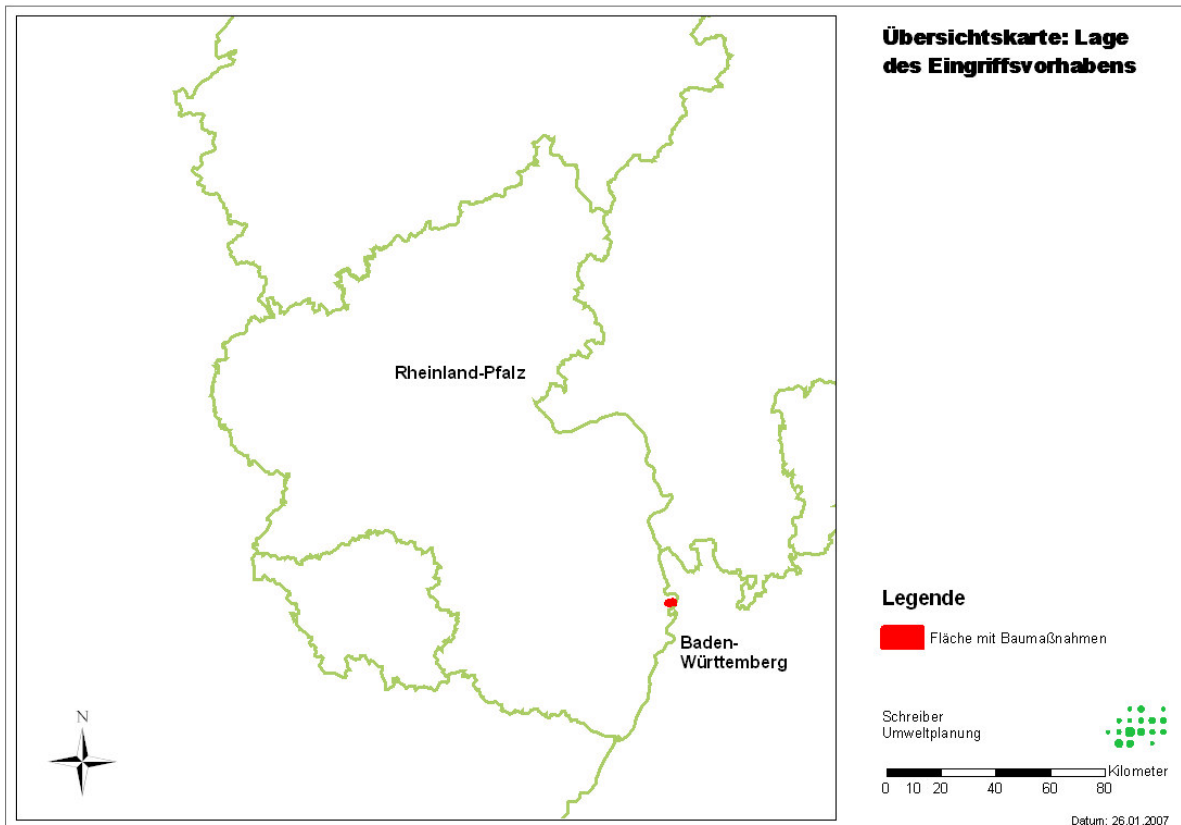 Übersichtskarte: Lage
des Eingriffsvorhabens
Rheinland-Pfalz
Baden-
Württemberg
N
Legende
Fläche mit Baumaßnahmen
Schreiber
Umweltplanung
Kilometer
0 10 20 40 60 80
Datum: 26.01.2007